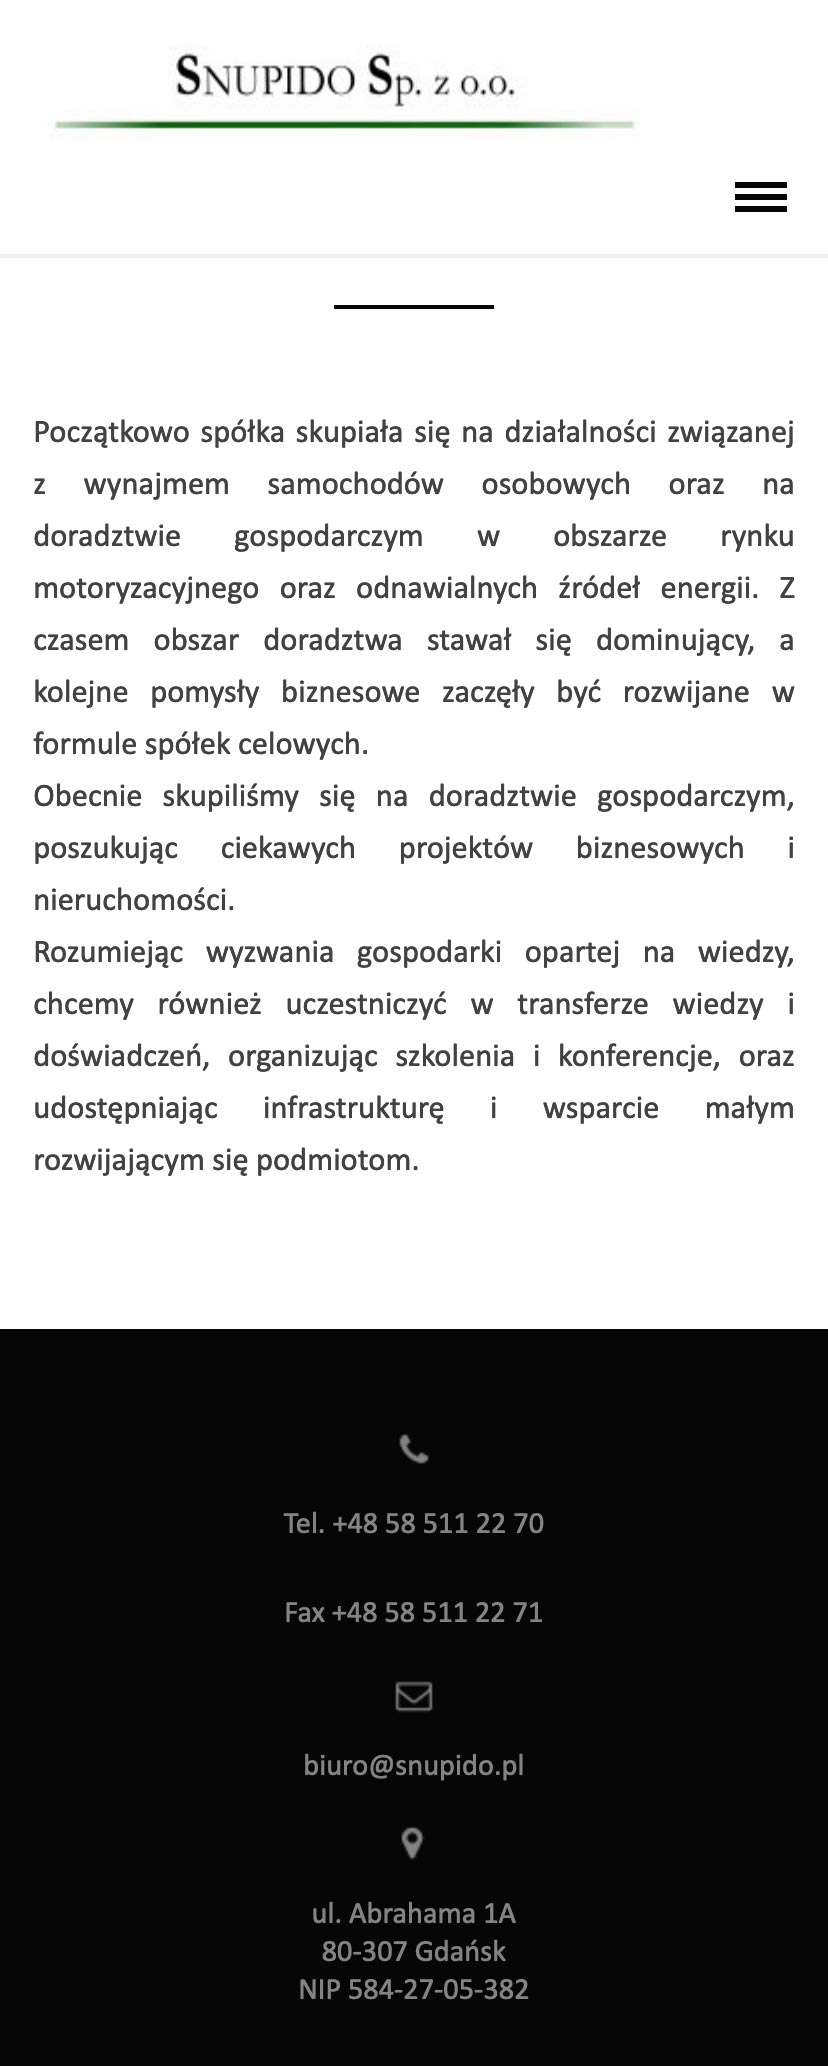 SNUPIDO Sp. z o.o.
Początkowo spółka skupiała się na działalności związanej
z wynajmem samochodów osobowych oraz na
doradztwie gospodarczym w obszarze rynku
motoryzacyjnego oraz odnawialnych źródeł energii. Z
czasem obszar doradztwa stawał się dominujący, a
kolejne pomysły biznesowe zaczęły być rozwijane w
formule spółek celowych.
Obecnie skupiliśmy się na doradztwie gospodarczym,
poszukując ciekawych projektów biznesowych i
nieruchomości.
Rozumiejąc wyzwania gospodarki opartej na wiedzy,
chcemy również uczestniczyć w transferze wiedzy i
doświadczeń, organizując szkolenia i konferencje, oraz
udostępniając infrastrukturę i wsparcie małym
rozwijającym się podmiotom.
Tel. +48 58 511 22 70
Fax +48 58 511 22 71
biuro@snupido.pl
ul. Abrahama 1A
80-307 Gdańsk
NIP 584-27-05-382